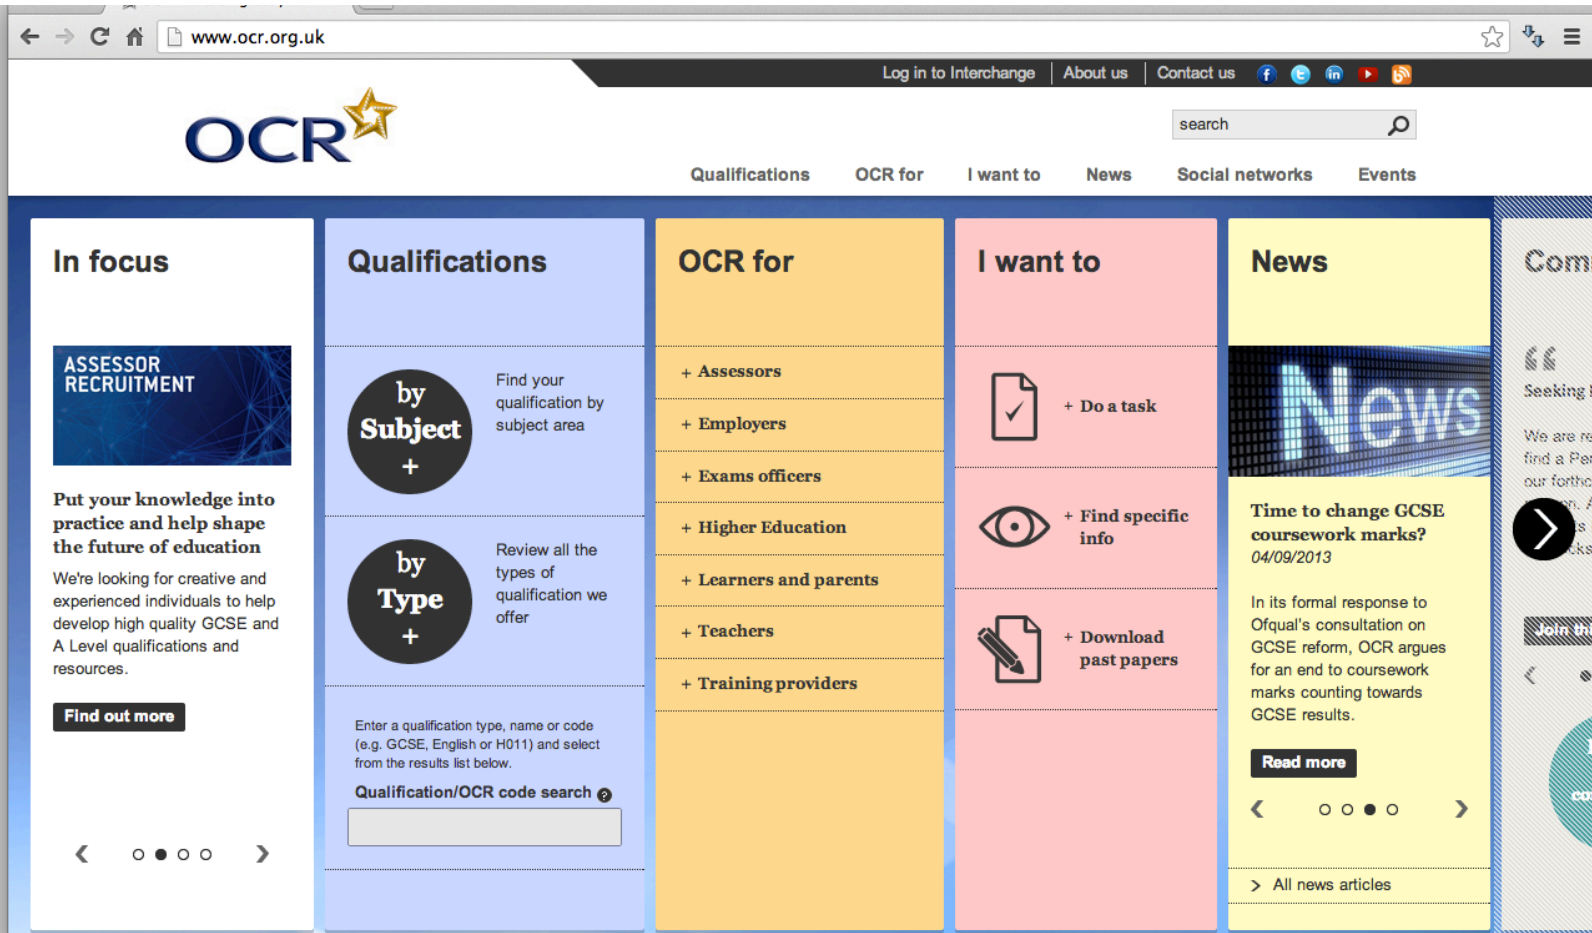 www.ocr.org.uk
Log in to Interchange
About us
Contact us
OCR
search
Qualifications
OCR for
I want to
News
Social networks
Events
In focus
ASSESSOR
RECRUITMENT
Put your knowledge into
practice and help shape
the future of education
We're looking for creative and
experienced individuals to help
develop high quality GCSE and
A Level qualifications and
resources.
Find out more
Qualifications
by
Subject
+
Find your
qualification by
subject area
by
Type
+
Review all the
types of
qualification we
offer
Enter a qualification type, name or code
(e.g. GCSE, English or H011) and select
from the results list below.
Qualification/OCR code search ?
OCR for
+ Assessors
+ Employers
+ Exams officers
+ Higher Education
+ Learners and parents
+ Teachers
+ Training providers
I want to
+ Do a task
+ Find specific
info
+ Download
past papers
News
News
Time to change GCSE
coursework marks?
04/09/2013
In its formal response to
Ofqual's consultation on
GCSE reform, OCR argues
for an end to coursework
marks counting towards
GCSE results.
Read more
All news articles
Seeking
We are
find a
our
Join